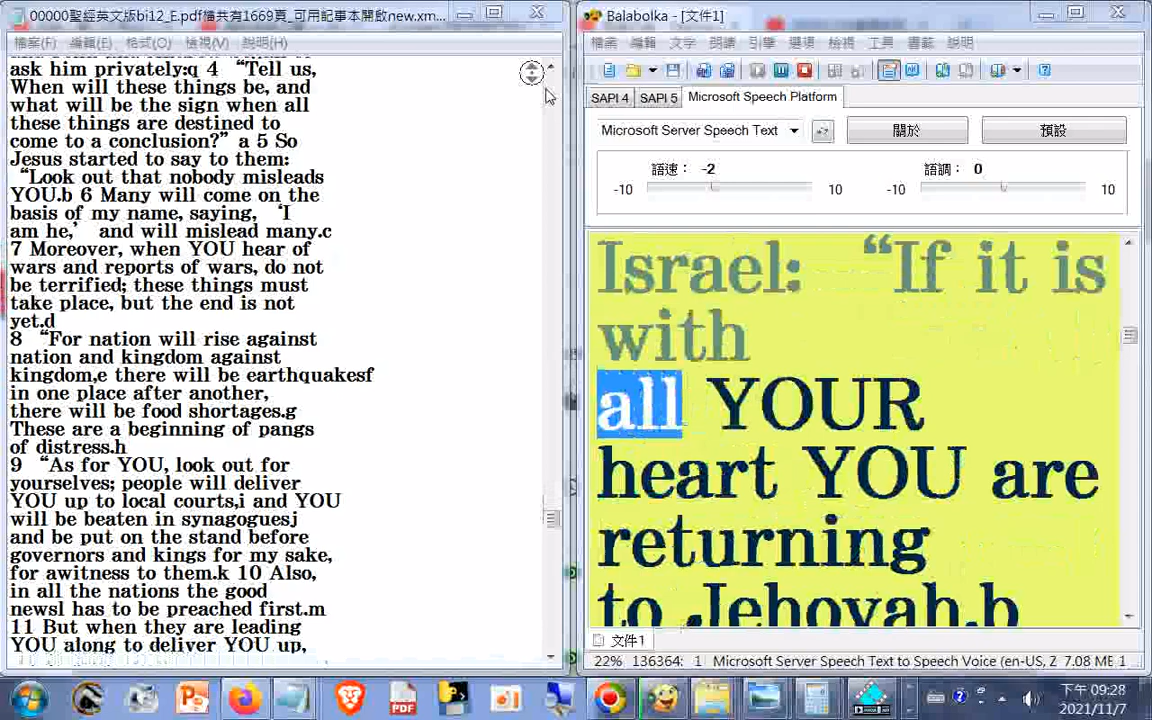 00000聖經英文版bi12_E.pdf檔共有1669頁_可用記事本開啟new.xm...
檔案(F) 編輯(E) 格式(O) 檢視(V) 說明(H)
ask him privately:q 4 “Tell us,
When will these things be, and
what will be the sign when all
these things are destined to
come to a conclusion?” a 5 So
Jesus started to say to them:
“Look out that nobody misleads
YOU.b 6 Many will come on the
basis of my name, saying, ‘I
am he,’ and will mislead many.c
7 Moreover, when YOU hear of
wars and reports of wars, do not
be terrified; these things must
take place, but the end is not
yet.d
8 “For nation will rise against
nation and kingdom against
kingdom,e there will be earthquakesf
in one place after another,
there will be food shortages.g
These are a beginning of pangs
of distress.h
9 “As for YOU, look out for
yourselves; people will deliver
YOU up to local courts,i and YOU
will be beaten in synagoguesj
and be put on the stand before
governors and kings for my sake,
for awitness to them.k 10 Also,
in all the nations the good
newsl has to be preached first.m
11 But when they are leading
YOU along to deliver YOU up,
Balabolka - [文件1]
檔案 編輯 文字 朗讀 引擎 選項 檢視 工具 書籤 說明
SAPI 4 SAPI 5 Microsoft Speech Platform
Microsoft Server Speech Text 關於 預設
語速: -2 語調: 0
-10 10 -10 10
Israel: “If it is
with
all YOUR
heart YOU are
returning
to Jehovah.b
文件1
22% 136364: 1 Microsoft Server Speech Text to Speech Voice (en-US, Z 7.08 MB 1
PDF
下午 09:28
2021/11/7